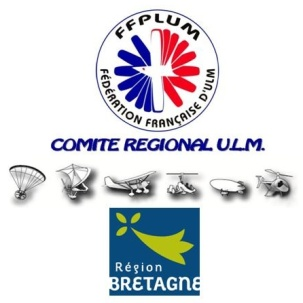 FFPLUM
FÉDÉRATION FRANÇAISE D'ULM
COMITE REGIONAL U.L.M.
Région
BRETAGNE